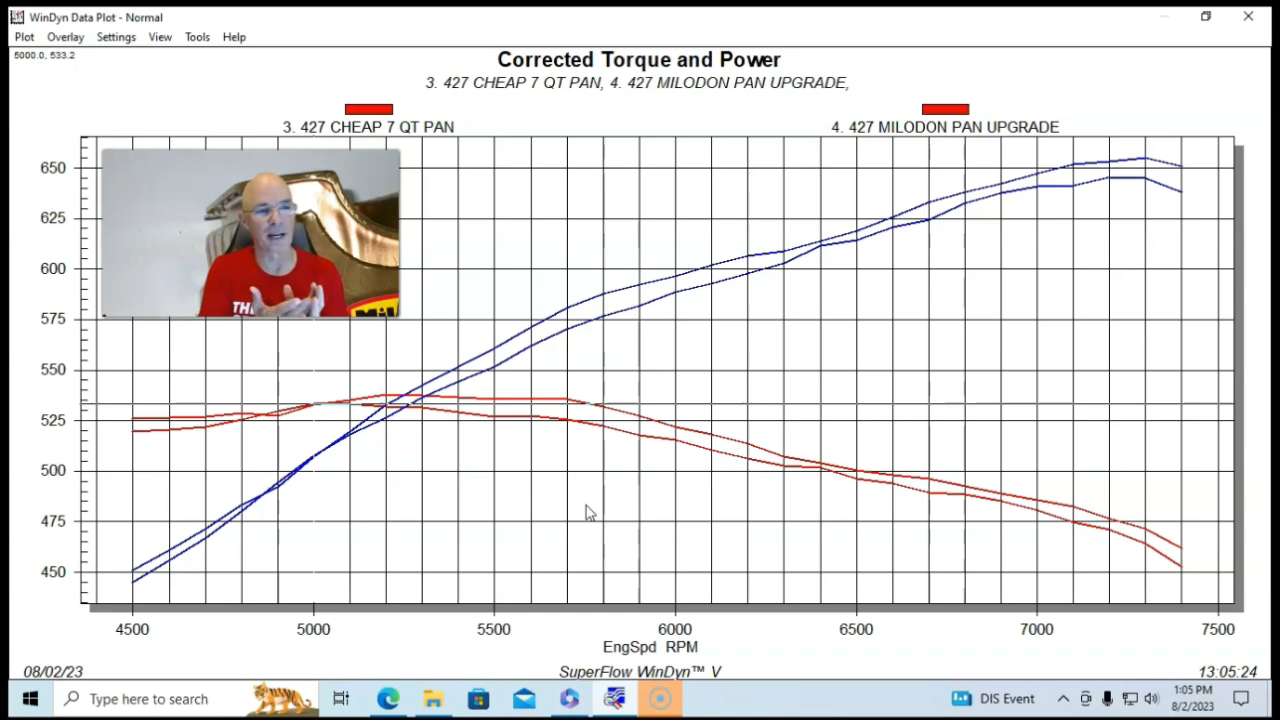 WinDyn Data Plot - Normal
Plot Overlay Settings View Tools Help
5000.0, 533.2
Corrected Torque and Power
3. 427 CHEAP 7 QT PAN, 4. 427 MILODON PAN UPGRADE,
3. 427 CHEAP 7 QT PAN
4. 427 MILODON PAN UPGRADE
650
625
600
575
550
525
500
475
450
4500 5000 5500 6000 6500 7000 7500
EngSpd RPM
08/02/23 SuperFlow WinDyn™ V 13:05:24
Type here to search
DIS Event
1:05 PM
8/2/2023